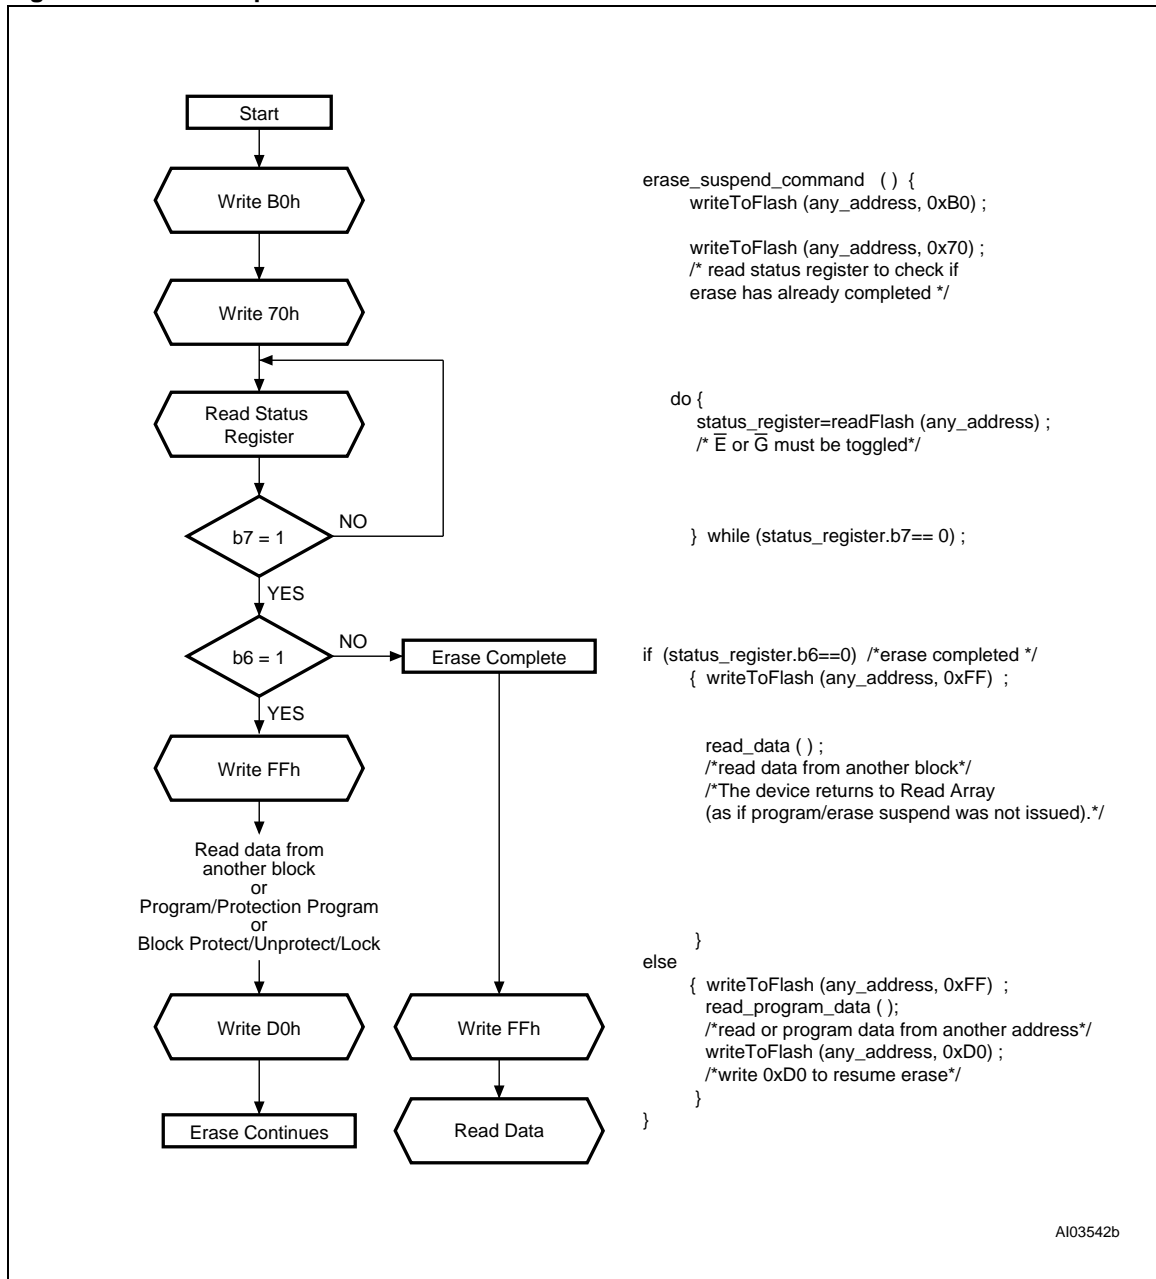 Start
Write B0h
Write 70h
Read Status
Register
b7 = 1
NO
YES
b6 = 1
NO
Erase Complete
YES
Write FFh
Read data from
another block
or
Program/Protection Program
or
Block Protect/Unprotect/Lock
Write D0h
Write FFh
Erase Continues
Read Data
erase_suspend_command ( ) {
writeToFlash (any_address, 0xB0) ;
writeToFlash (any_address, 0x70) ;
/* read status register to check if
erase has already completed */
do {
status_register=readFlash (any_address) ;
/* E̅ or G̅ must be toggled*/
} while (status_register.b7== 0) ;
if (status_register.b6==0) /*erase completed */
{ writeToFlash (any_address, 0xFF) ;
read_data ( ) ;
/*read data from another block*/
/*The device returns to Read Array
(as if program/erase suspend was not issued).*/
}
else
{ writeToFlash (any_address, 0xFF) ;
read_program_data ( );
/*read or program data from another address*/
writeToFlash (any_address, 0xD0) ;
/*write 0xD0 to resume erase*/
}
}
AI03542b